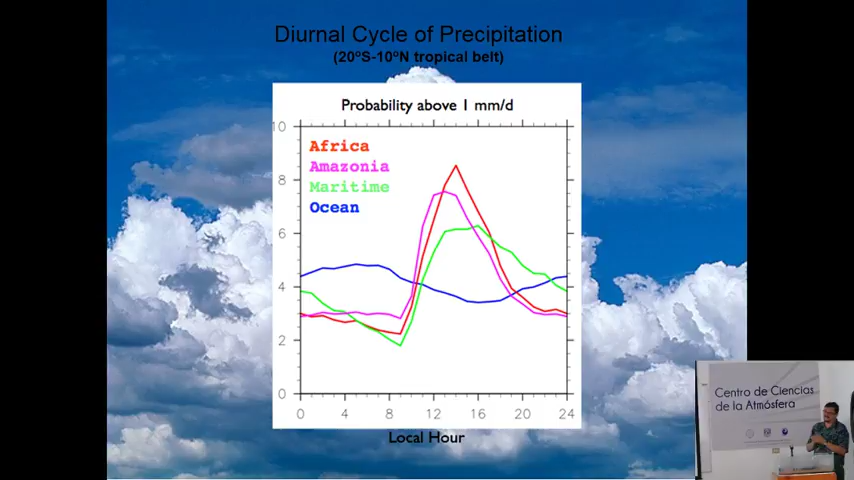 Diurnal Cycle of Precipitation
(20ºS-10ºN tropical belt)
Probability above 1 mm/d
10
8
6
4
2
0
Africa
Amazonia
Maritime
Ocean
0 4 8 12 16 20 24
Local Hour
Centro de Ciencias
de la Atmósfera